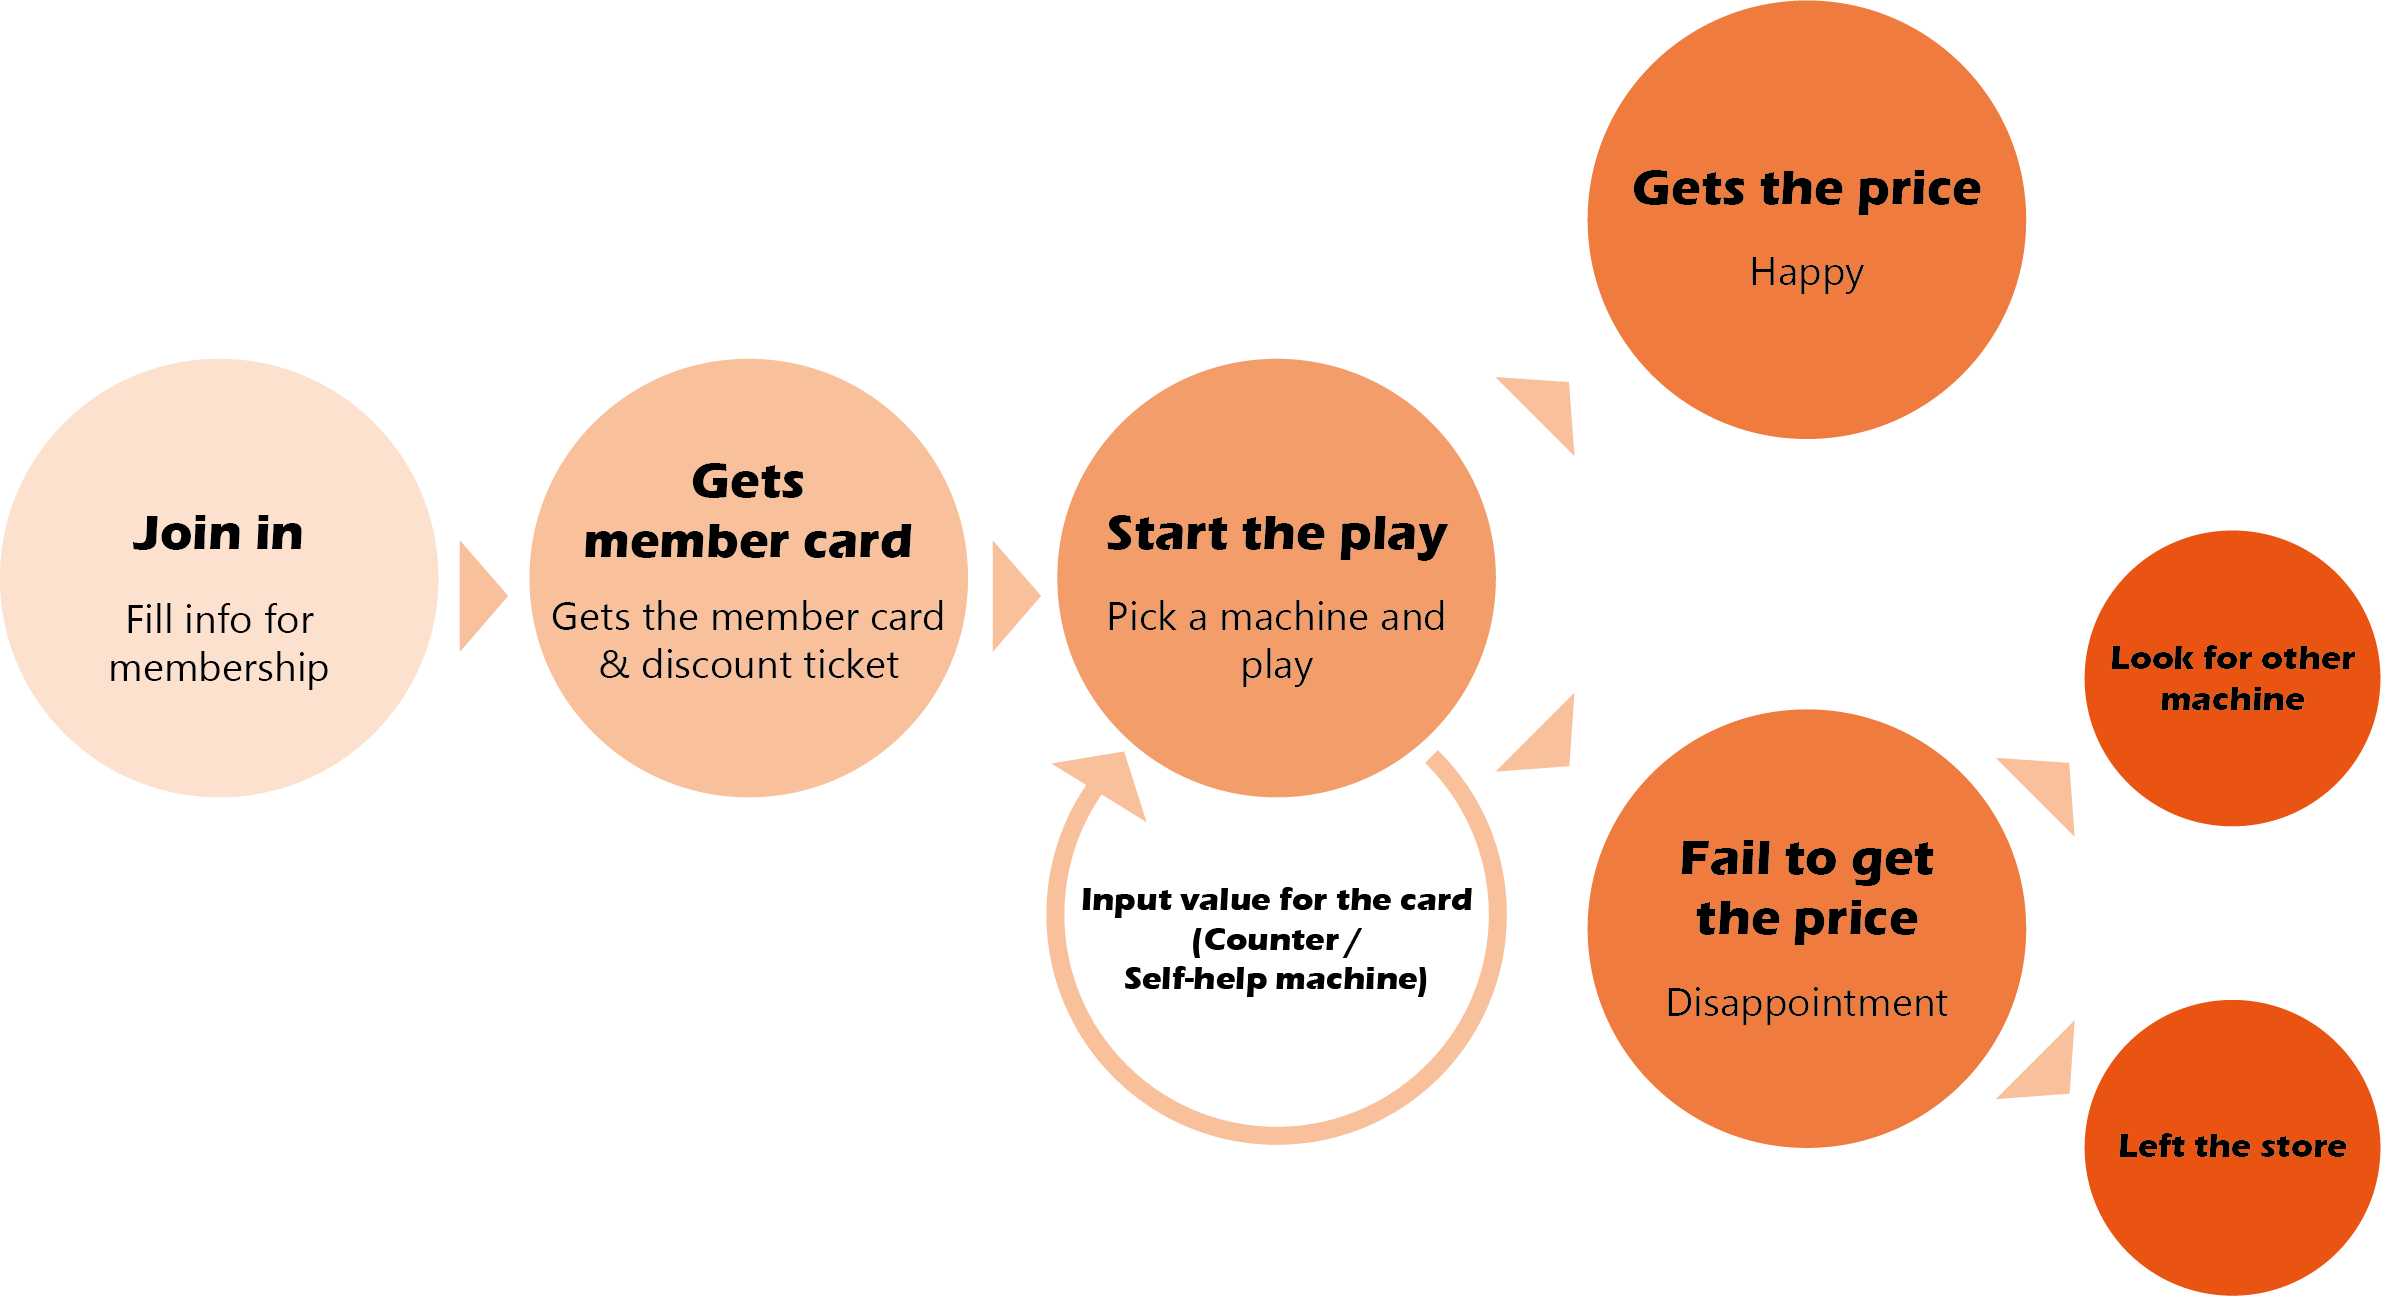 Join in
Fill info for
membership
Gets
member card
Gets the member card
& discount ticket
Start the play
Pick a machine and
play
Input value for the card
(Counter /
Self-help machine)
Gets the price
Happy
Fail to get
the price
Disappointment
Look for other
machine
Left the store